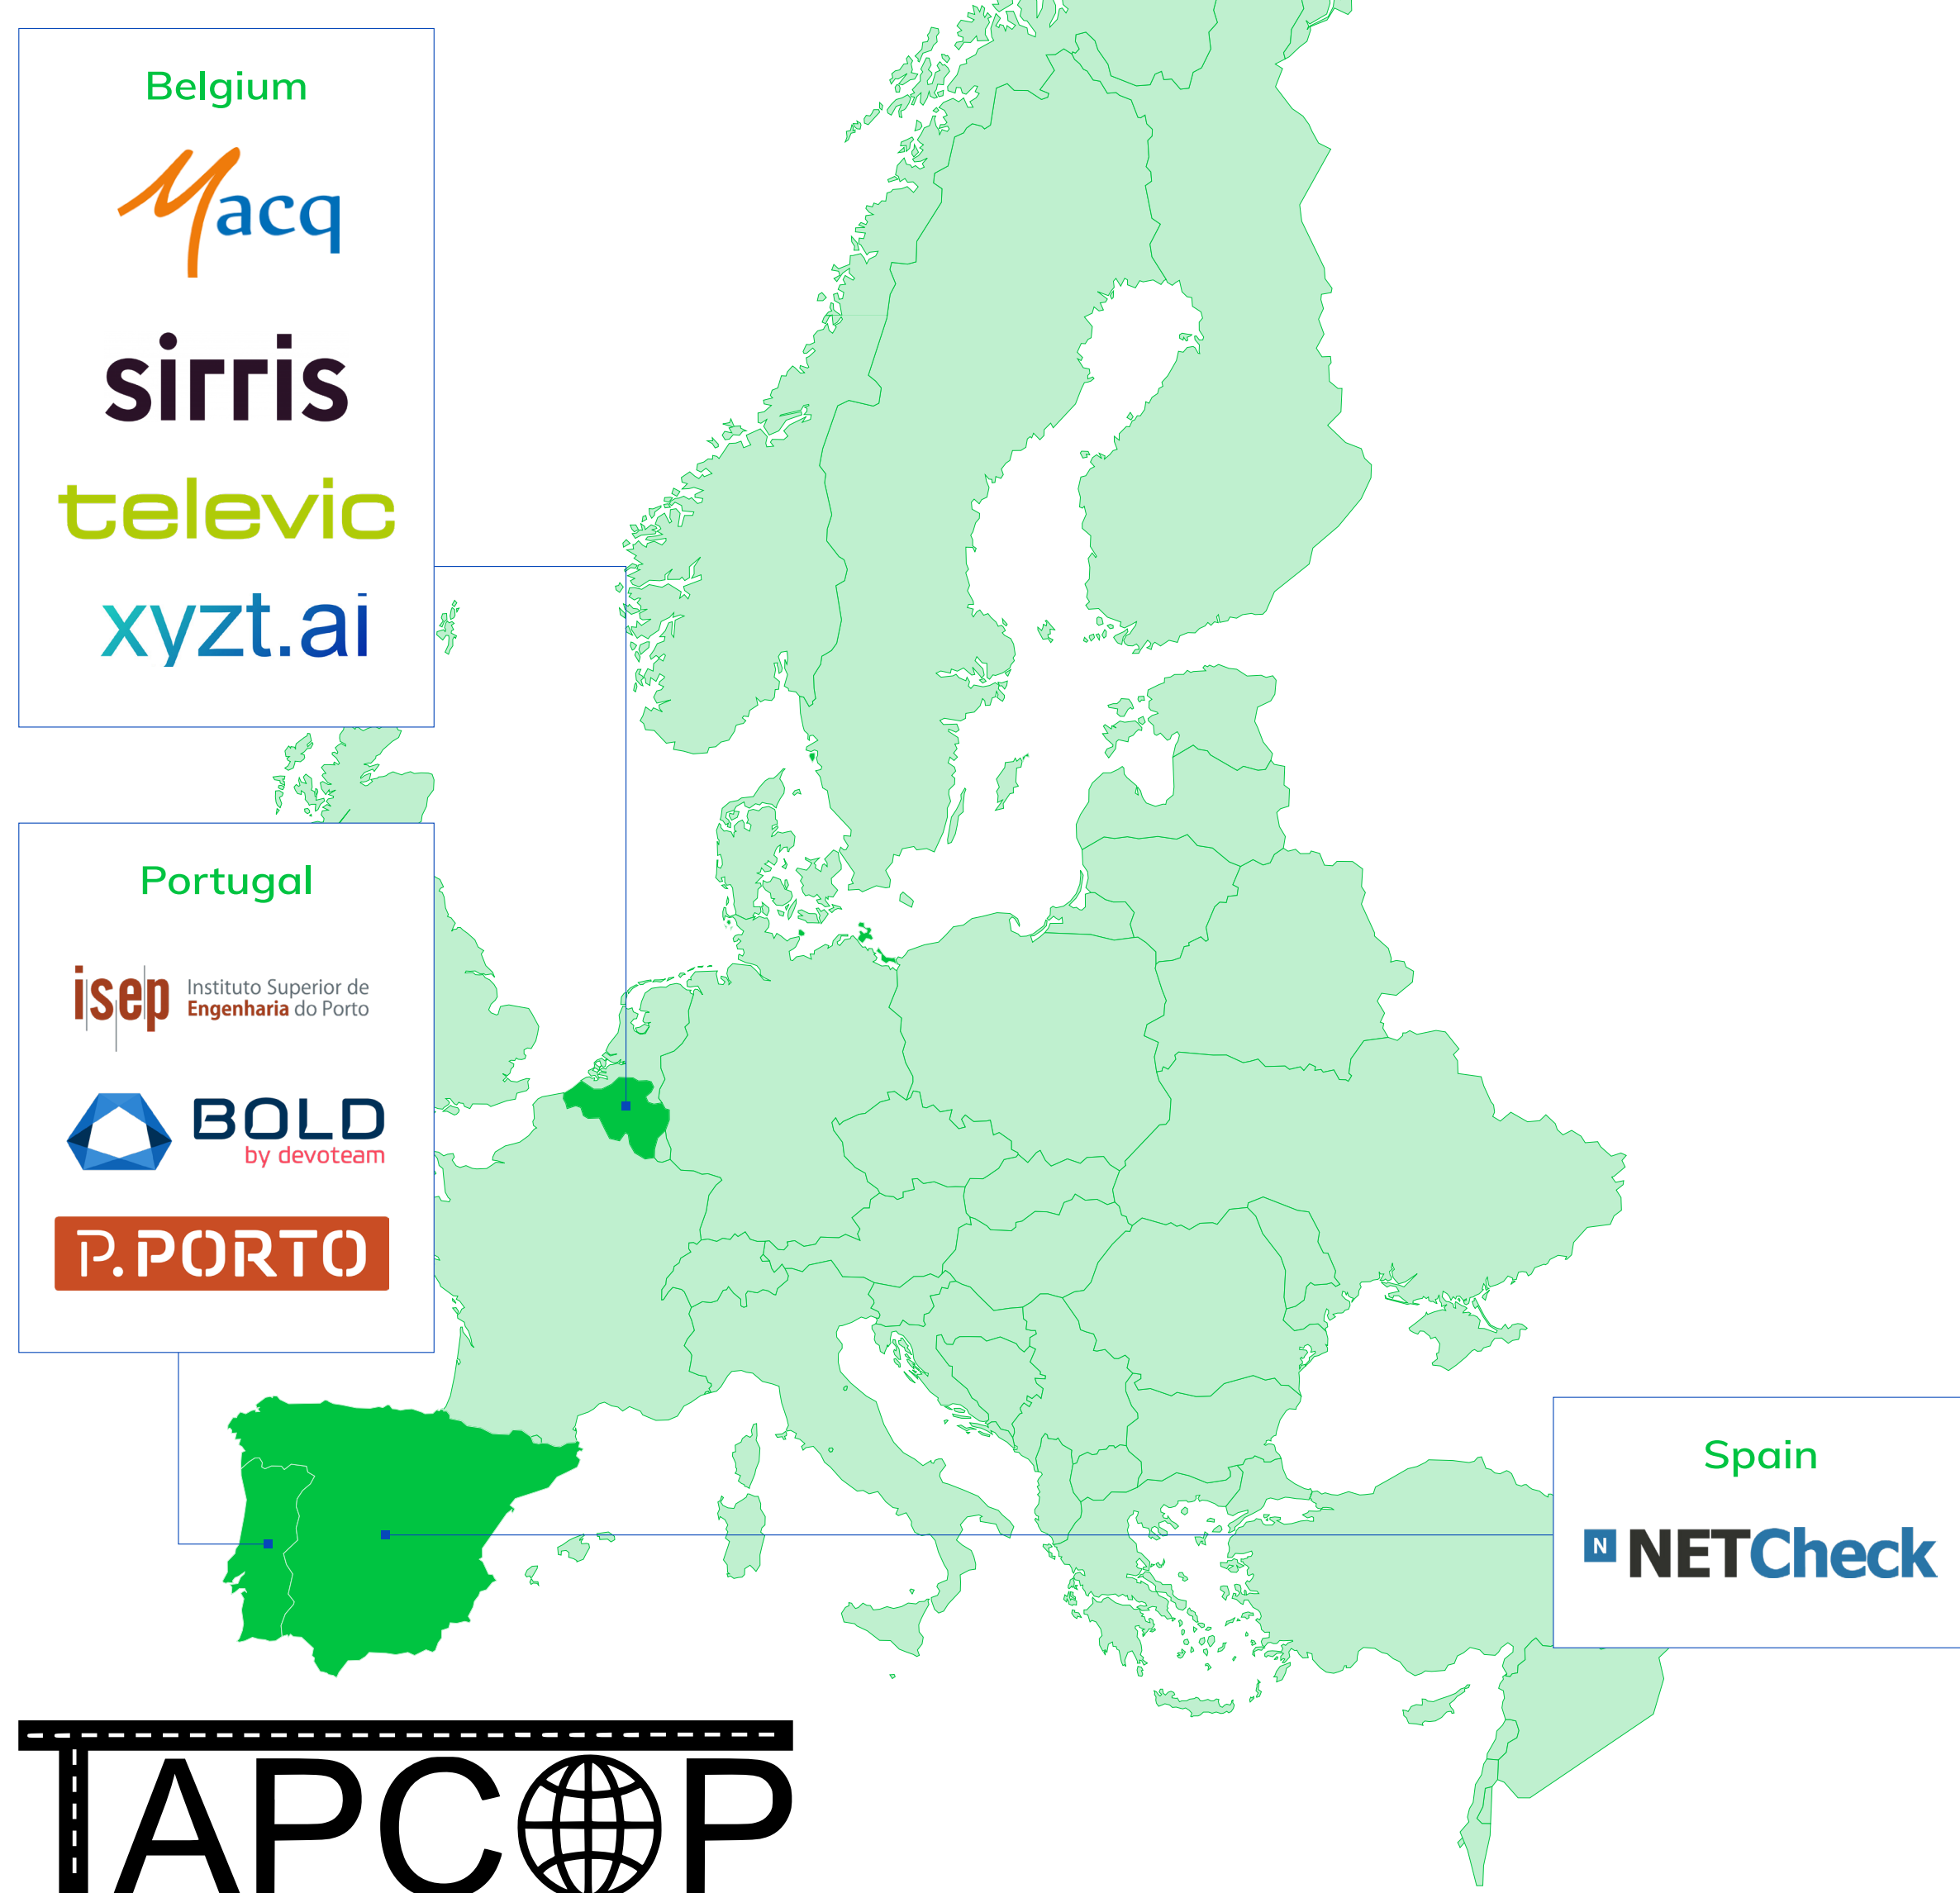 Belgium
Macq
sirris
televic
xyzt.ai
Portugal
isep Instituto Superior de
Engenharia do Porto
BOLD
by devoteam
P.PORTO
Spain
N NETCheck
TAPCOP